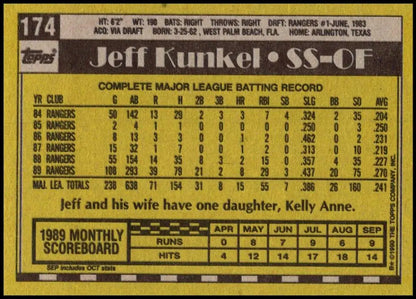 174
HT: 6'2" WT: 190 BATS: RIGHT THROWS: RIGHT DRFT: RANGERS #1-JUNE, 1983
ACQ: VIA DRAFT BORN: 3-25-62, WEST PALM BEACH, FLA. HOME: ARLINGTON, TEXAS
TOPPS
Jeff Kunkel • SS-OF
COMPLETE MAJOR LEAGUE BATTING RECORD
YR CLUB G AB R H 2B 3B HR RBI SB SLG BB SO AVG
84 RANGERS 50 142 13 29 2 3 3 7 4 .324 2 35 .204
85 RANGERS 2 4 1 1 0 0 0 0 0 .250 0 3 .250
86 RANGERS 8 13 3 3 0 0 1 2 0 .462 0 2 .231
87 RANGERS 15 32 1 7 0 0 1 2 0 .313 0 10 .219
88 RANGERS 55 154 14 35 8 3 2 15 0 .357 4 35 .227
89 RANGERS 108 293 39 75 21 2 8 29 3 .437 20 75 .270
MAJ. LEA. TOTALS 238 638 71 154 31 8 15 55 7 .386 26 160 .241
Jeff and his wife have one daughter, Kelly Anne.
1989 MONTHLY SCOREBOARD
APR MAY JUN JUL AUG SEP
RUNS 0 8 7 9 6 9
HITS 4 12 14 17 18 14
SEP includes OCT stats
B* ©1990 THE TOPPS COMPANY, INC.